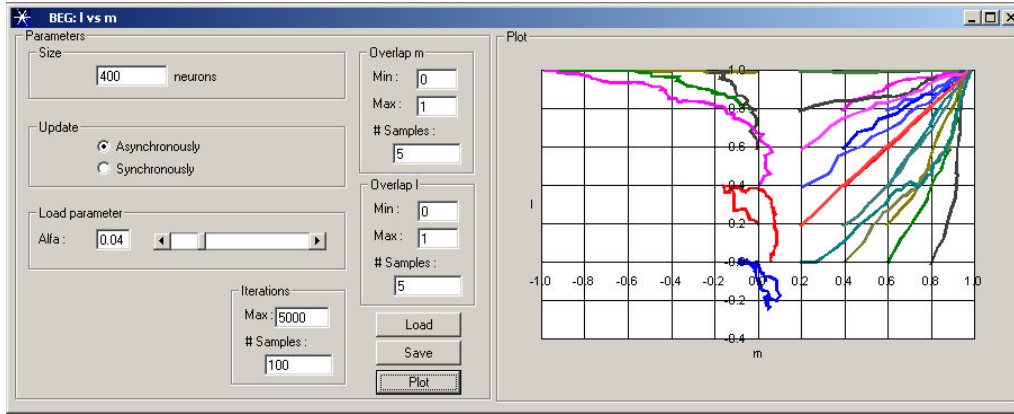 BEG: l vs m
Parameters
Size
400 neurons
Update
Asynchronously
Synchronously
Load parameter
Alfa : 0.04
Overlap m
Min : 0
Max : 1
# Samples :
5
Overlap l
Min : 0
Max : 1
# Samples :
5
Iterations
Max : 5000
# Samples :
100
Load
Save
Plot
Plot
1.0
0.8
0.6
0.4
0.2
-0.2
-0.4
-1.0 -0.8 -0.6 -0.4 -0.2 0.0 0.2 0.4 0.6 0.8 1.0
l
m